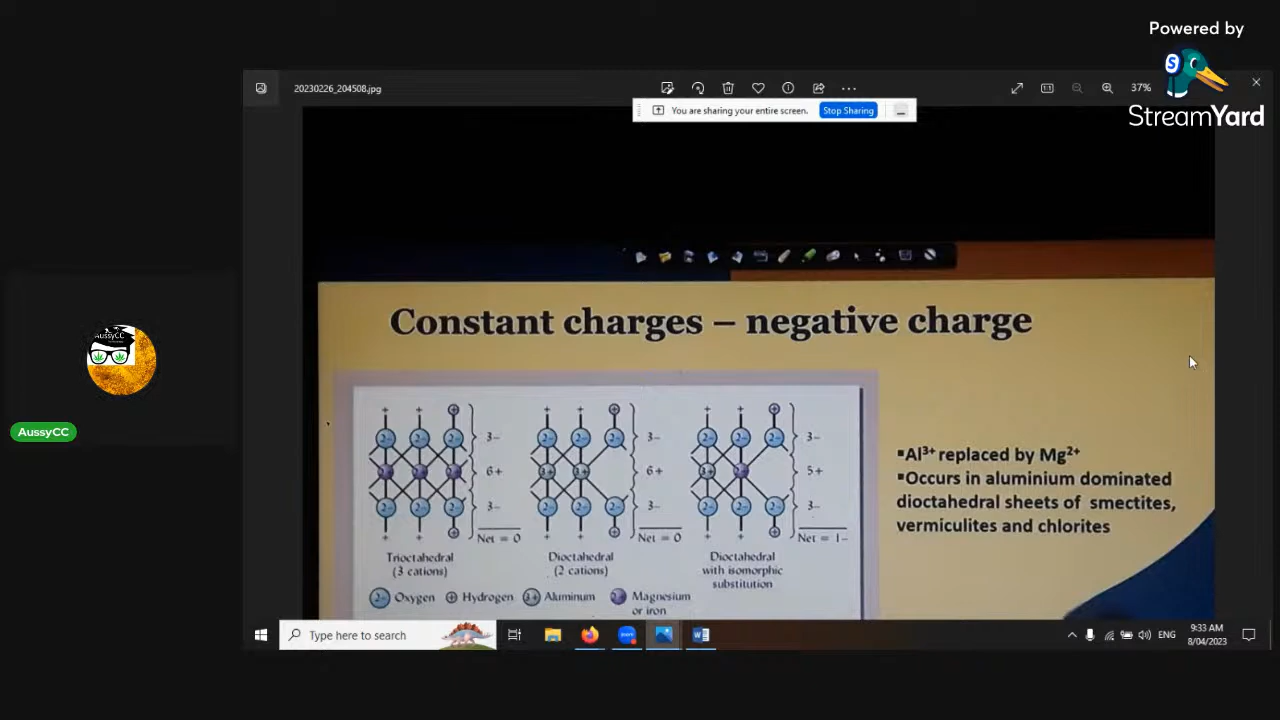 Powered by
StreamYard
20230226_204508.jpg
37%
You are sharing your entire screen.
Stop Sharing
Constant charges – negative charge
3–
6+
3–
Net = 0
3–
6+
3–
Net = 0
3–
5+
3–
Net = 1–
Trioctahedral
(3 cations)
Dioctahedral
(2 cations)
Dioctahedral
with isomorphic
substitution
2– Oxygen
+ Hydrogen
3+ Aluminum
Magnesium
or iron
▪Al³⁺ replaced by Mg²⁺
▪Occurs in aluminium dominated
dioctahedral sheets of smectites,
vermiculites and chlorites
AussyCC
AussyCC
Type here to search
zoom
ENG
9:33 AM
8/04/2023